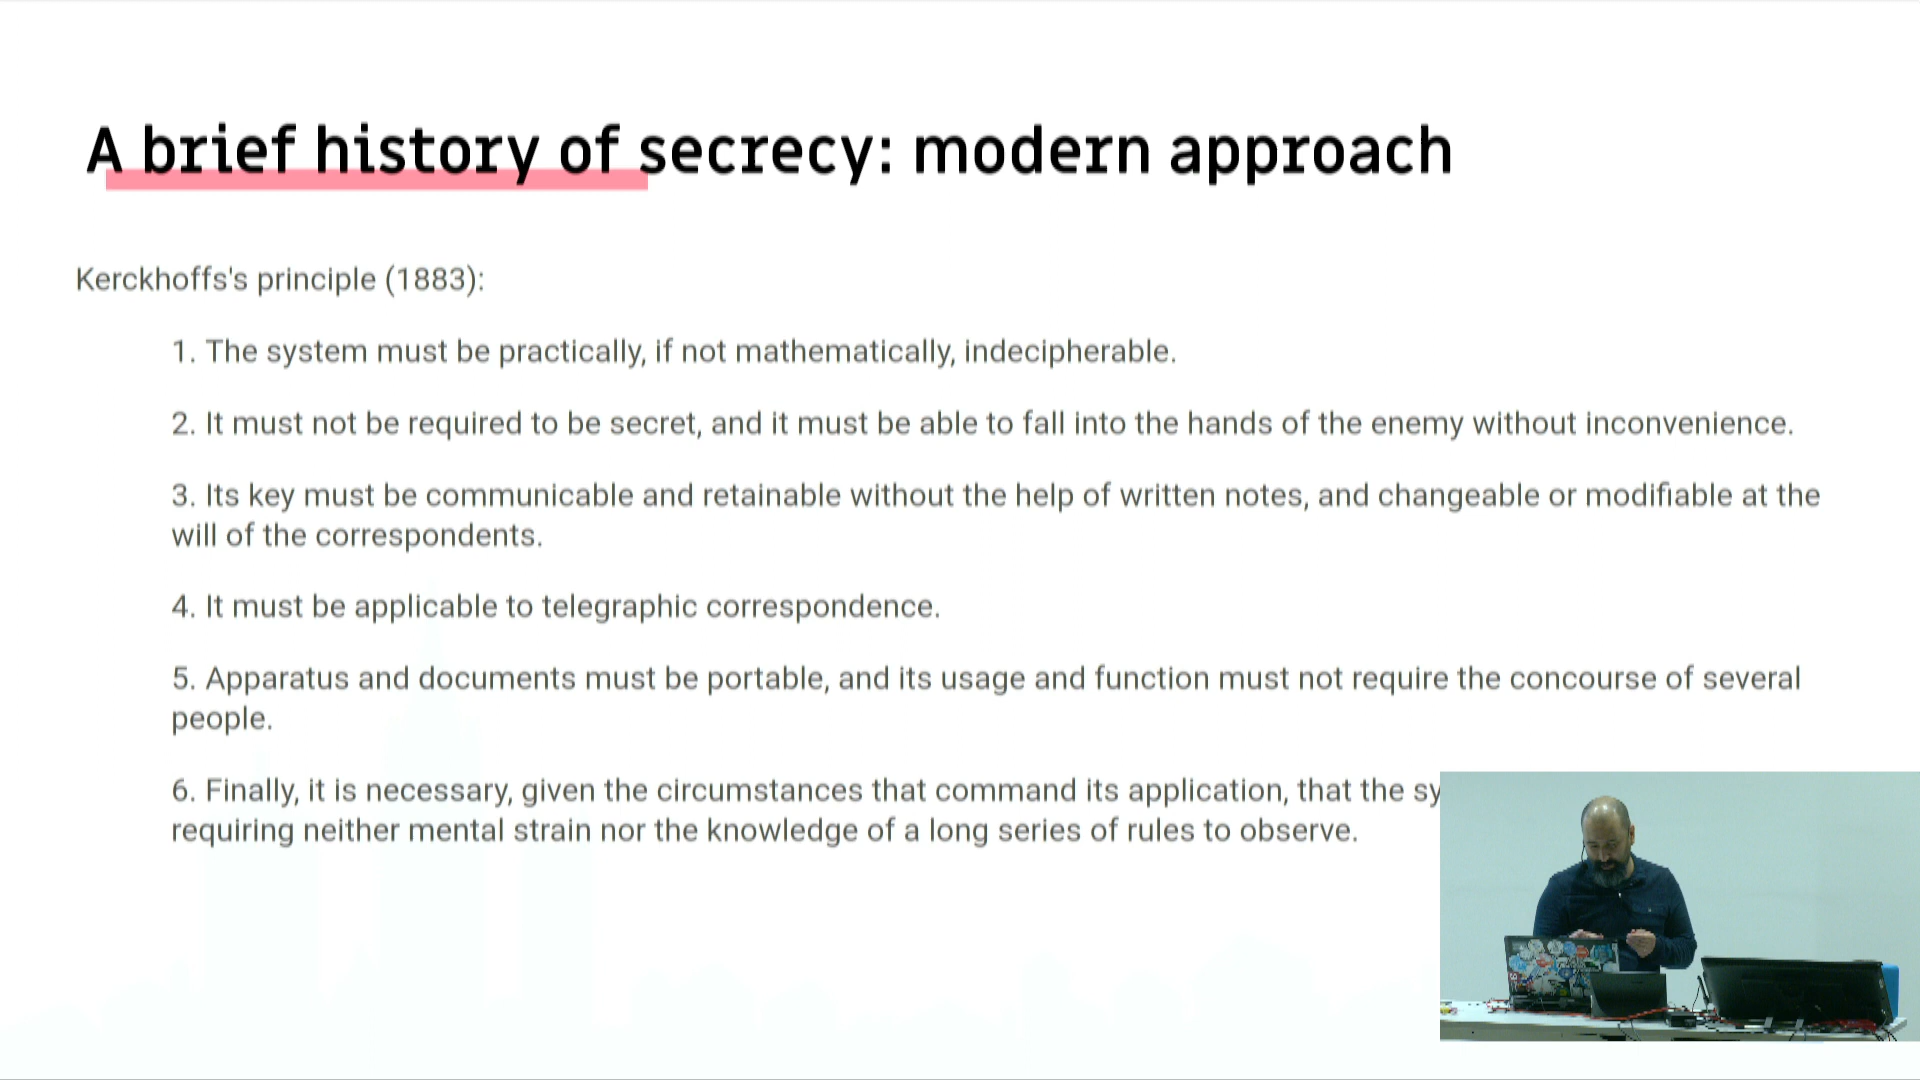 A brief history of secrecy: modern approach
Kerckhoffs's principle (1883):
1. The system must be practically, if not mathematically, indecipherable.
2. It must not be required to be secret, and it must be able to fall into the hands of the enemy without inconvenience.
3. Its key must be communicable and retainable without the help of written notes, and changeable or modifiable at the
will of the correspondents.
4. It must be applicable to telegraphic correspondence.
5. Apparatus and documents must be portable, and its usage and function must not require the concourse of several
people.
6. Finally, it is necessary, given the circumstances that command its application, that the
requiring neither mental strain nor the knowledge of a long series of rules to observe.